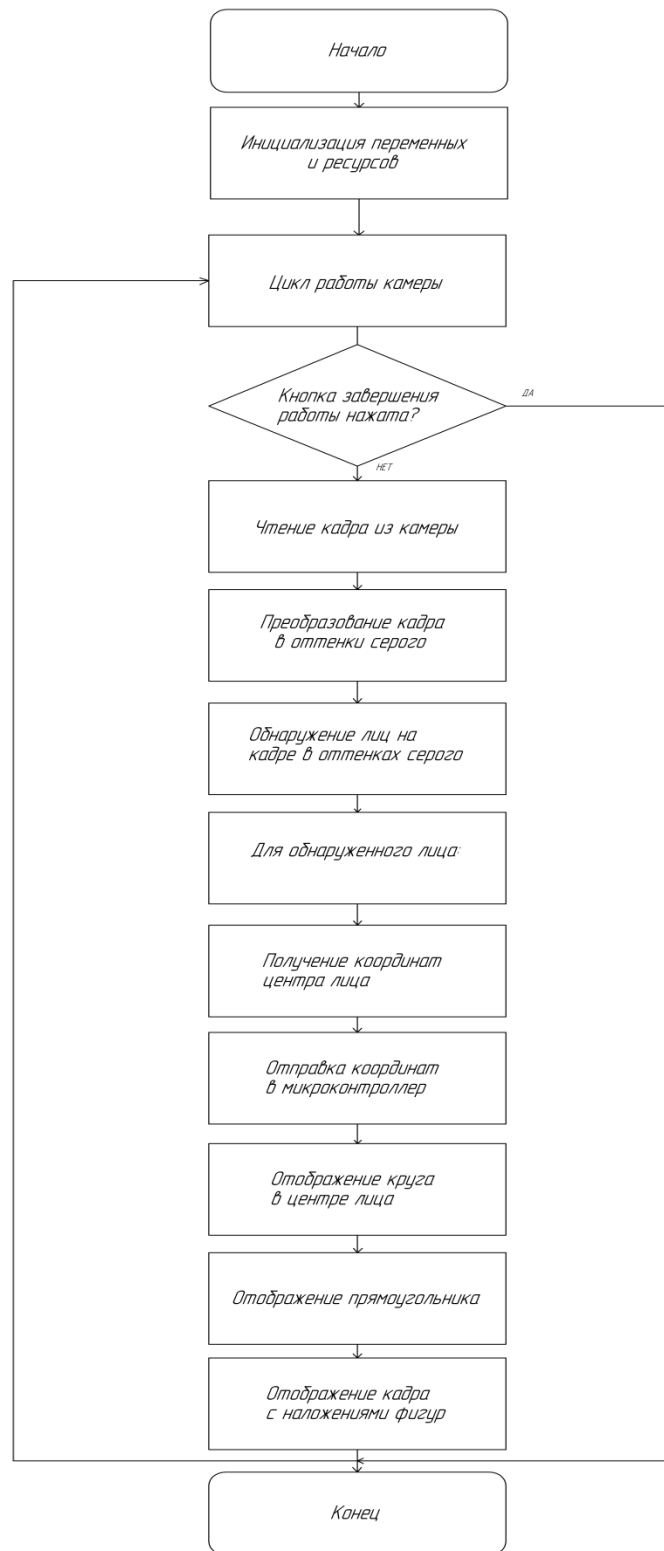 Начало
Инициализация переменных
и ресурсов
Цикл работы камеры
Кнопка завершения
работы нажата?
ДА
НЕТ
Чтение кадра из камеры
Преобразование кадра
в оттенки серого
Обнаружение лиц на
кадре в оттенках серого
Для обнаруженного лица:
Получение координат
центра лица
Отправка координат
в микроконтроллер
Отображение круга
в центре лица
Отображение прямоугольника
Отображение кадра
с наложениями фигур
Конец